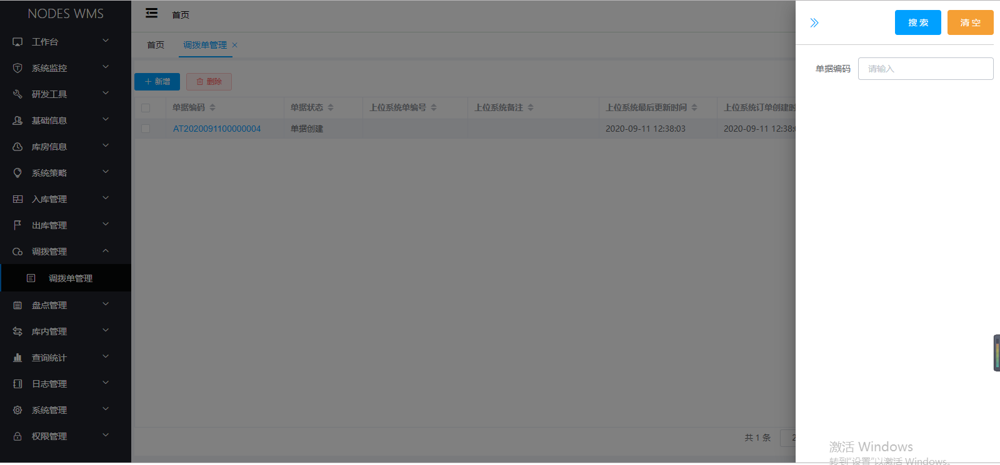 NODES WMS
工作台
系统监控
研发工具
基础信息
库房信息
系统策略
入库管理
出库管理
调拨管理
调拨单管理
盘点管理
库内管理
查询统计
日志管理
系统管理
权限管理
首页
首页 调拨单管理
新增 删除
单据编码 单据状态 上位系统单编号 上位系统备注 上位系统最后更新时间 上位系统订单创建时
AT2020091100000004 单据创建 2020-09-11 12:38:03 2020-09-11 12:38:
共 1 条 2
搜 索 清 空
单据编码 请输入
激活 Windows
转到"设置"以激活 Windows。